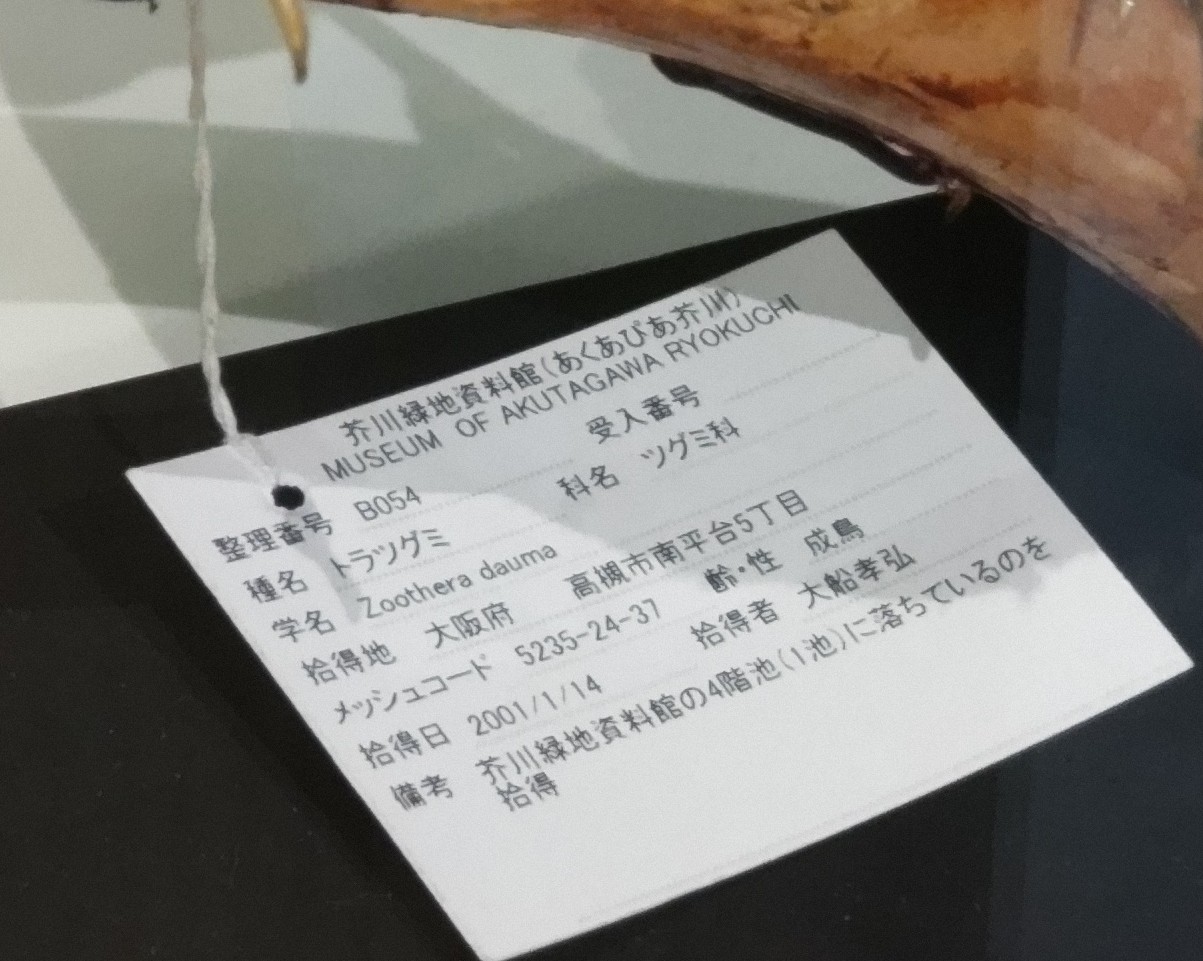 芥川緑地資料館(あくあぴあ芥川)
MUSEUM OF AKUTAGAWA RYOKUCHI
整理番号 B054 受入番号
種名 トラツグミ 科名 ツグミ科
学名 Zoothera dauma
拾得地 大阪府 高槻市南平台5丁目
メッシュコード 5235-24-37 齢・性 成鳥
拾得日 2001/1/14 拾得者 大船孝弘
備考 芥川緑地資料館の4階池(1池)に落ちているのを
拾得